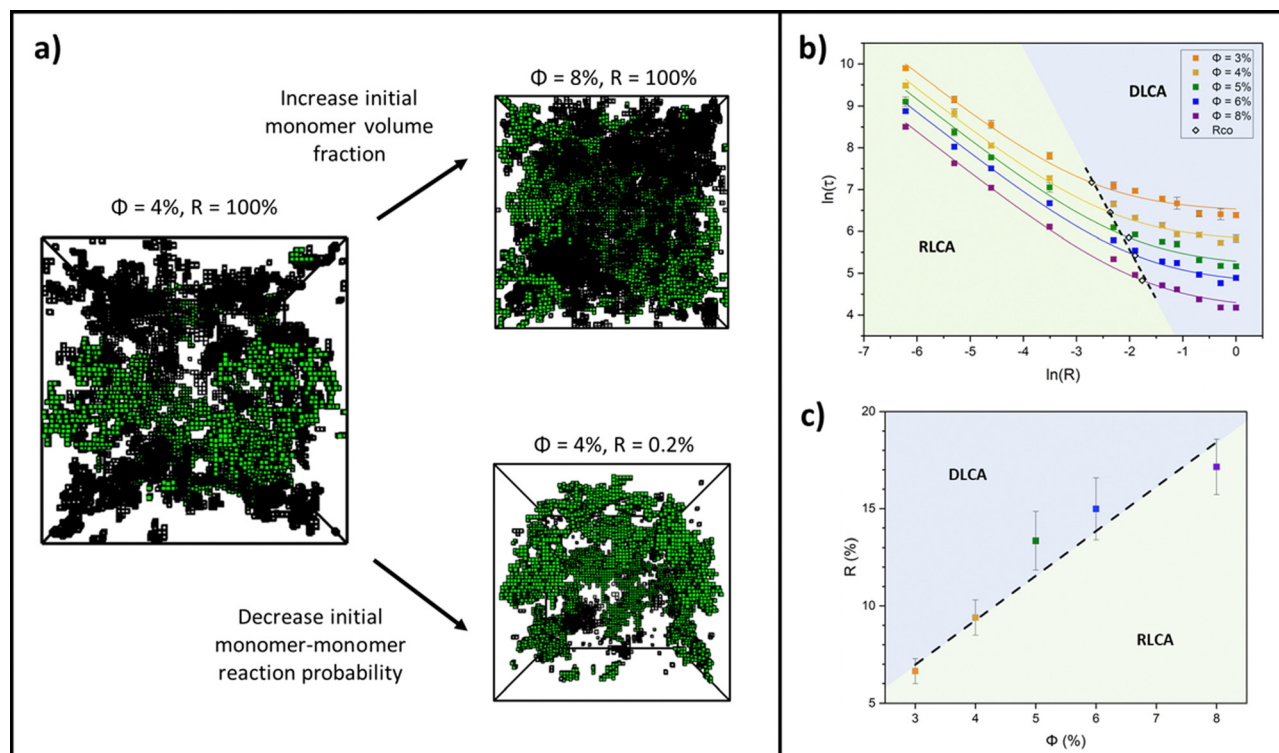 a)
Φ = 4%, R = 100%
Increase initial
monomer volume
fraction
Φ = 8%, R = 100%
Decrease initial
monomer-monomer
reaction probability
Φ = 4%, R = 0.2%
b)
10
9
8
7
6
5
4
ln(τ)
-7
-6
-5
-4
-3
-2
-1
0
ln(R)
RLCA
DLCA
Φ = 3%
Φ = 4%
Φ = 5%
Φ = 6%
Φ = 8%
Rco
c)
20
15
10
5
R (%)
3
4
5
6
7
8
Φ (%)
DLCA
RLCA